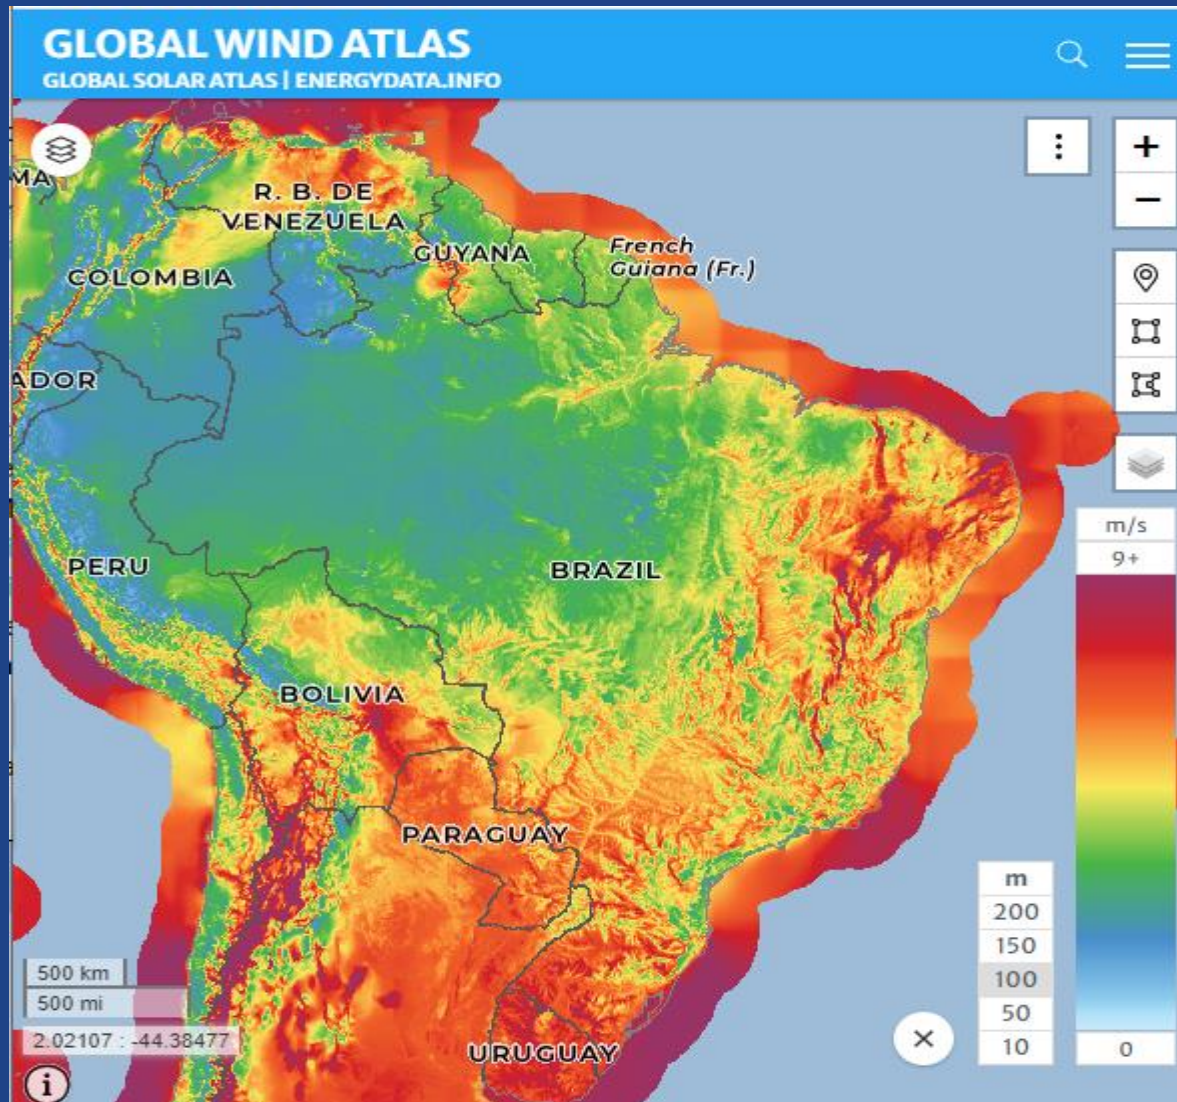 GLOBAL WIND ATLAS
GLOBAL SOLAR ATLAS | ENERGYDATA.INFO
MA
R. B. DE
VENEZUELA
GUYANA
French
Guiana (Fr.)
COLOMBIA
ADOR
PERU
BRAZIL
BOLIVIA
PARAGUAY
URUGUAY
m/s
9+
0
m
200
150
100
50
10
500 km
500 mi
2.02107 : -44.38477